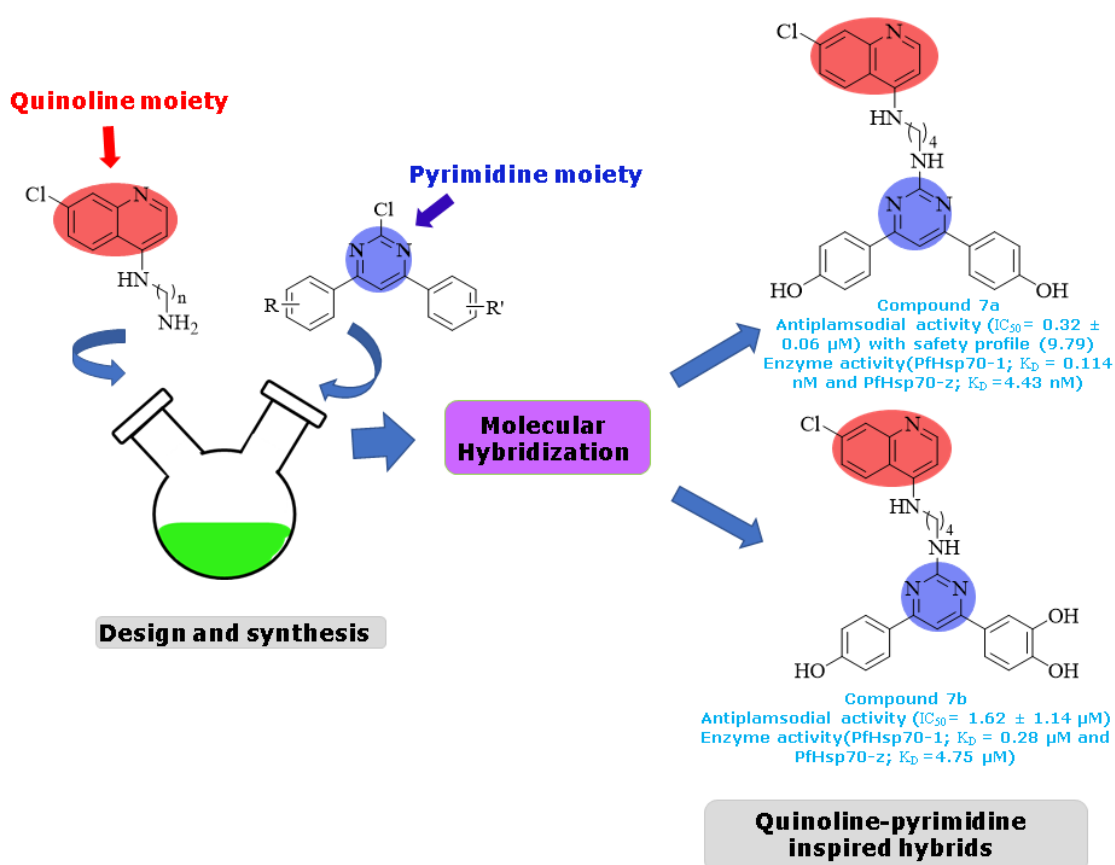 Quinoline moiety
Cl
N
HN
( )n
NH2
Pyrimidine moiety
Cl
N N
R
R'
Design and synthesis
Molecular
Hybridization
Cl
N
HN
( )4
NH
N N
HO
OH
Compound 7a
Antiplamsodial activity (IC50= 0.32 ±
0.06 µM) with safety profile (9.79)
Enzyme activity(PfHsp70-1; KD = 0.114
nM and PfHsp70-z; KD =4.43 nM)
Cl
N
HN
( )4
NH
N N
OH
HO
OH
Compound 7b
Antiplamsodial activity (IC50= 1.62 ± 1.14 µM)
Enzyme activity(PfHsp70-1; KD = 0.28 µM and
PfHsp70-z; KD =4.75 µM)
Quinoline-pyrimidine
inspired hybrids